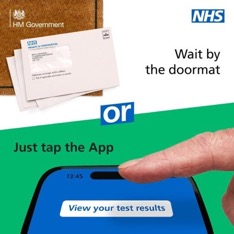 HM Government
NHS
Wait by
the doormat
or
Just tap the App
View your test results